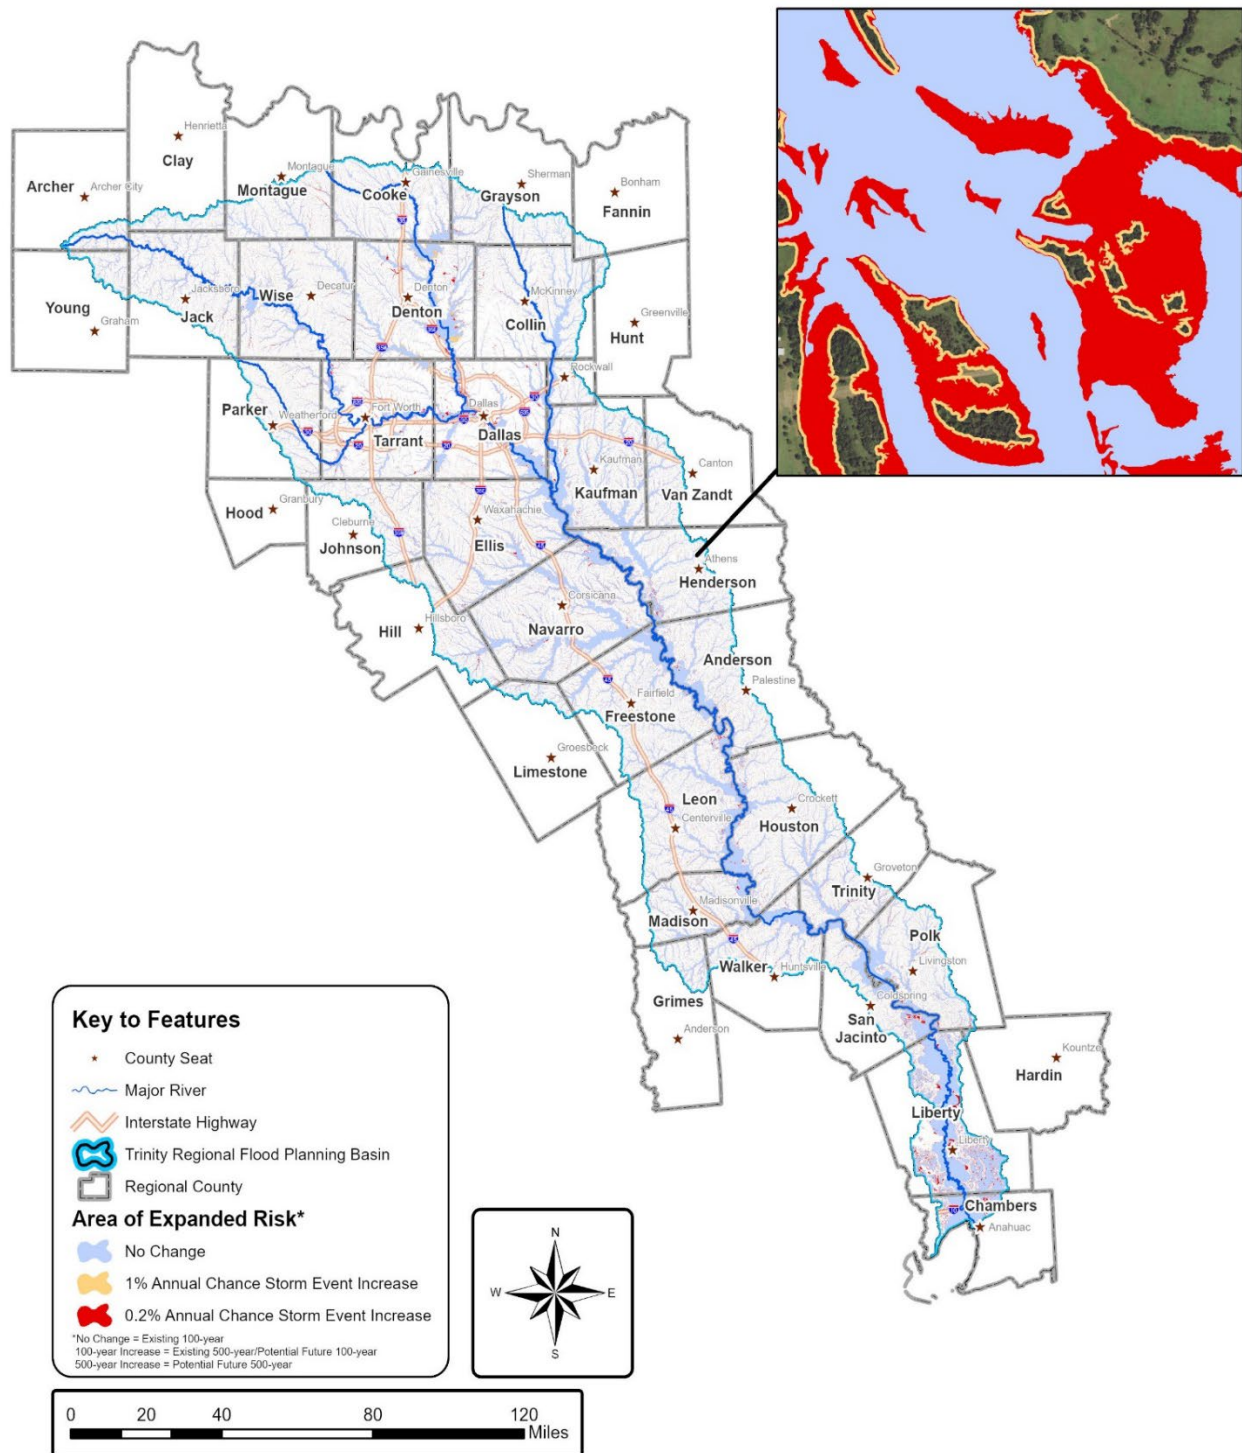 Henrietta
Clay
Archer
Archer City
Montague
Montague
Gainesville
Cooke
Sherman
Grayson
Bonham
Fannin
Young
Graham
Jacksboro
Jack
Wise
Decatur
Denton
Denton
McKinney
Collin
Greenville
Hunt
Rockwall
Parker
Weatherford
Fort Worth
Tarrant
Dallas
Dallas
Kaufman
Kaufman
Canton
Van Zandt
Granbury
Hood
Cleburne
Johnson
Waxahachie
Ellis
Athens
Henderson
Corsicana
Navarro
Hill
Hillsboro
Anderson
Palestine
Fairfield
Freestone
Groesbeck
Limestone
Leon
Centerville
Crockett
Houston
Groveton
Trinity
Madisonville
Madison
Polk
Livingston
Walker
Huntsville
Coldspring
San
Jacinto
Grimes
Anderson
Kountze
Hardin
Liberty
Liberty
Chambers
Anahuac
Key to Features
County Seat
Major River
Interstate Highway
Trinity Regional Flood Planning Basin
Regional County
Area of Expanded Risk*
No Change
1% Annual Chance Storm Event Increase
0.2% Annual Chance Storm Event Increase
*No Change = Existing 100-year
100-year Increase = Existing 500-year/Potential Future 100-year
500-year Increase = Potential Future 500-year
N
W E
S
0 20 40 80 120
Miles